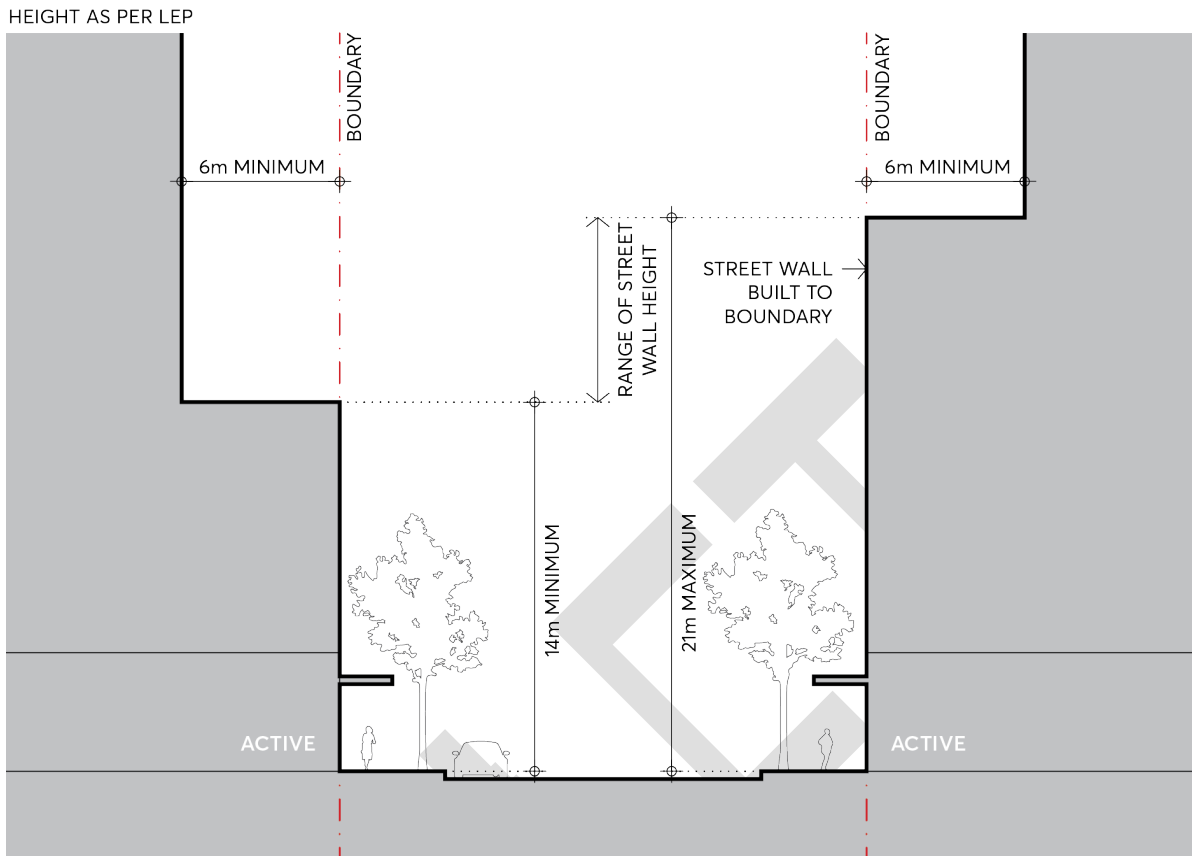 HEIGHT AS PER LEP
BOUNDARY
BOUNDARY
6m MINIMUM
6m MINIMUM
RANGE OF STREET
WALL HEIGHT
STREET WALL
BUILT TO
BOUNDARY
14m MINIMUM
21m MAXIMUM
ACTIVE
ACTIVE